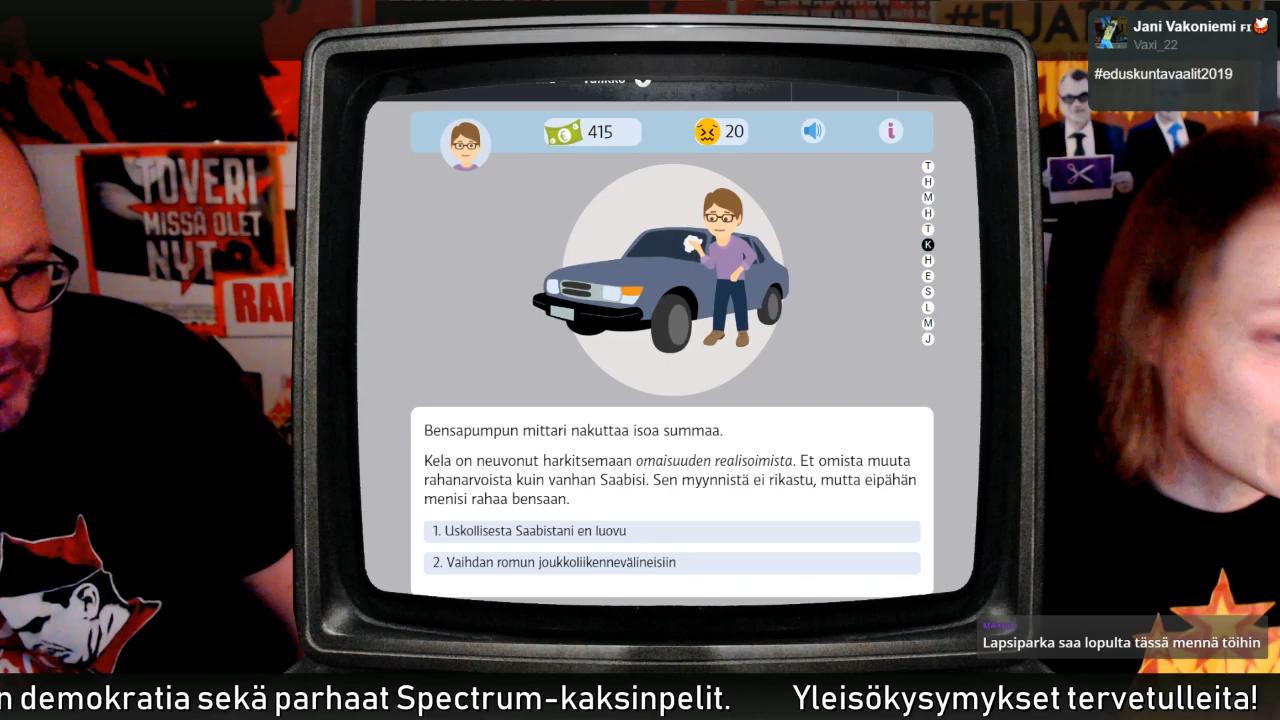 #EIJATKOON
Jani Vakoniemi FI
Vaxi_22
#eduskuntavaalit2019
TOVERI
MISSÄ OLET
NYT
Valikko
415
20
T
H
M
H
T
K
H
E
S
L
M
J
Bensapumpun mittari nakuttaa isoa summaa.
Kela on neuvonut harkitsemaan omaisuuden realisoimista. Et omista muuta
rahanarvoista kuin vanhan Saabisi. Sen myynnistä ei rikastu, mutta eipähän
menisi rahaa bensaan.
1. Uskollisesta Saabistani en luovu
2. Vaihdan romun joukkoliikennevälineisiin
Lapsiparka saa lopulta tässä mennä töihin
n demokratia sekä parhaat Spectrum-kaksinpelit. Yleisökysymykset tervetulleita!